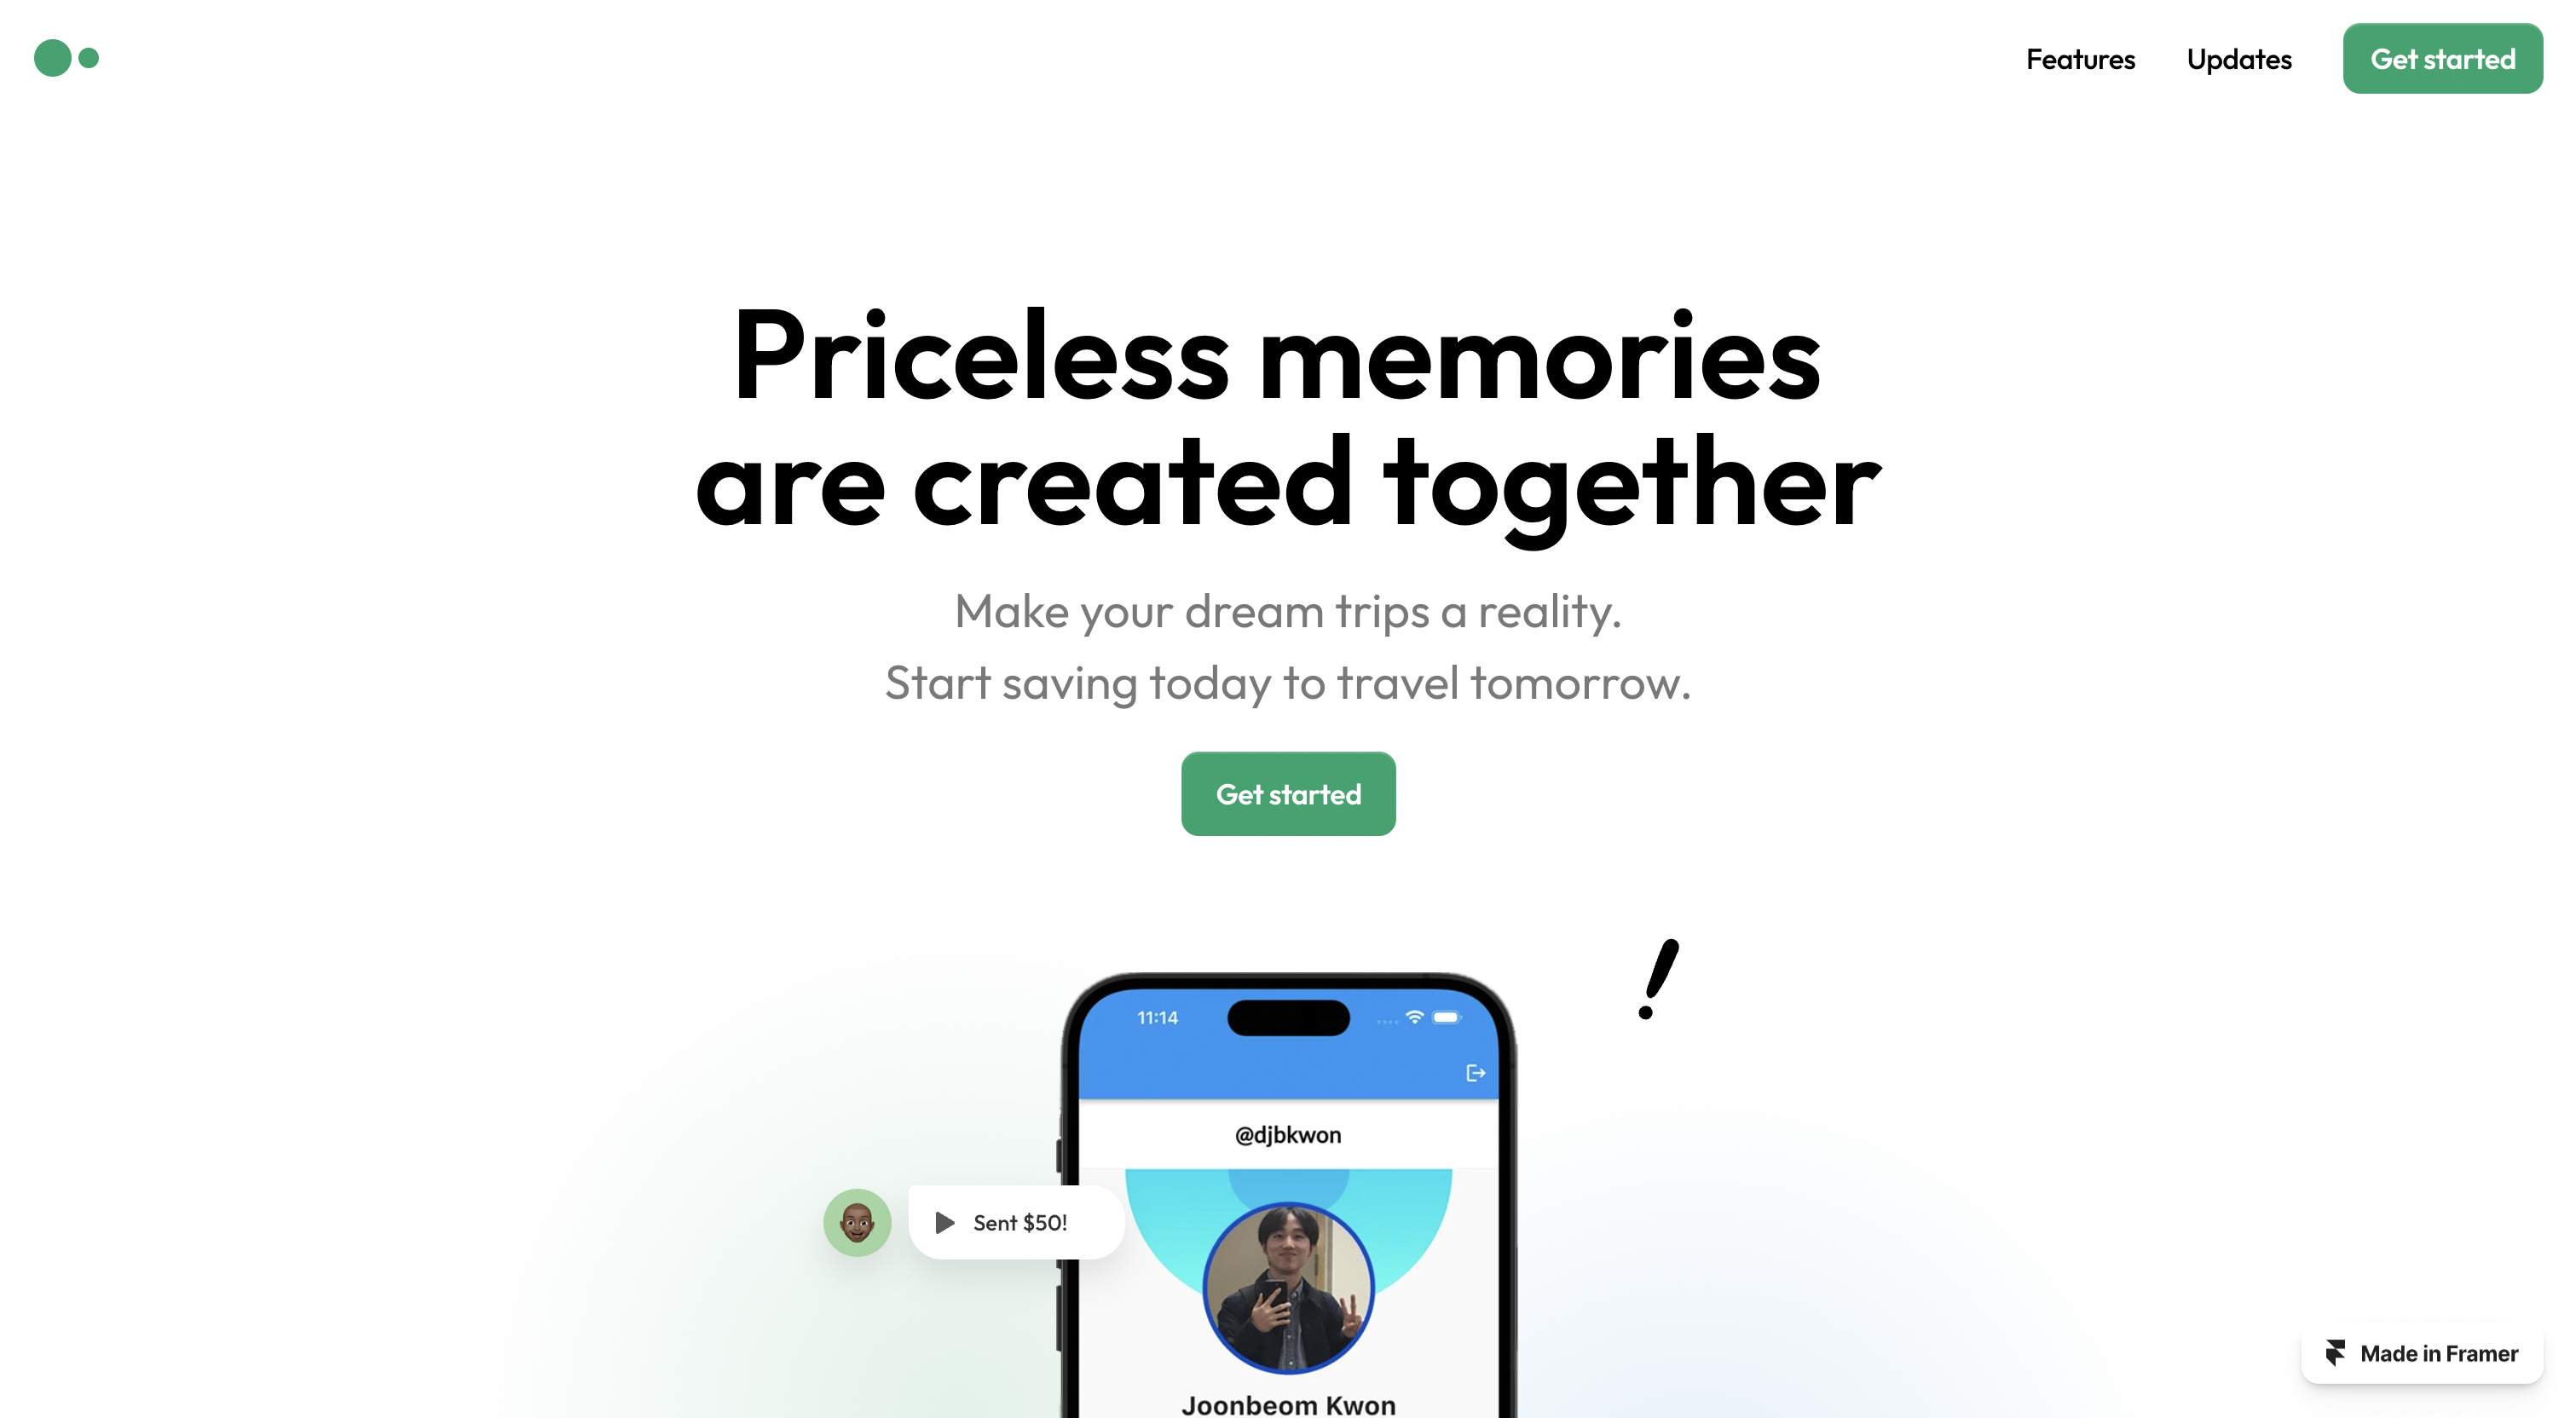 Features
Updates
Get started
Priceless memories
are created together
Make your dream trips a reality.
Start saving today to travel tomorrow.
Get started
!
11:14
@djbkwon
Sent $50!
Joonbeom Kwon
Made in Framer